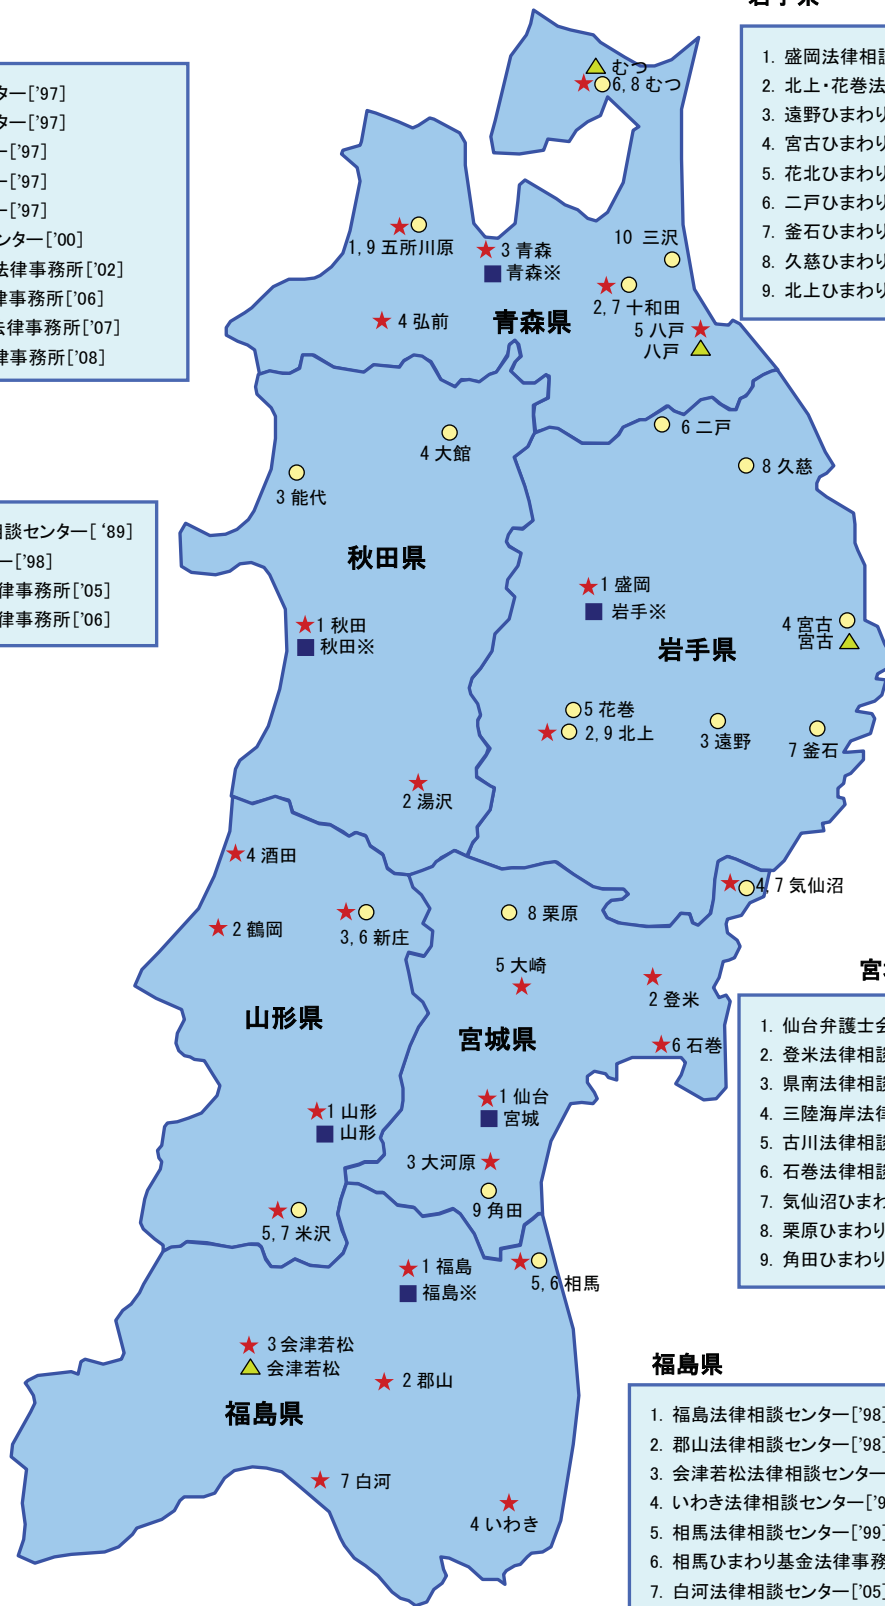 岩手県
ター['97]
ター['97]
ー['97]
ー['97]
ー['97]
ンター['00]
法律事務所['02]
律事務所['06]
法律事務所['07]
律事務所['08]
1. 盛岡法律相談
2. 北上・花巻法
3. 遠野ひまわり
4. 宮古ひまわり
5. 花北ひまわり
6. 二戸ひまわり
7. 釜石ひまわり
8. 久慈ひまわり
9. 北上ひまわり
むつ
6, 8 むつ
1, 9 五所川原
3 青森
青森※
10 三沢
2, 7 十和田
4 弘前
青森県
5 八戸
八戸
相談センター[‘89]
ー['98]
律事務所['05]
律事務所['06]
4 大館
3 能代
秋田県
1 秋田
秋田※
2 湯沢
6 二戸
8 久慈
1 盛岡
岩手※
4 宮古
宮古
岩手県
5 花巻
2, 9 北上
3 遠野
7 釜石
4 酒田
2 鶴岡
3, 6 新庄
山形県
1 山形
山形
5, 7 米沢
4, 7 気仙沼
8 栗原
5 大崎
2 登米
6 石巻
宮城県
1 仙台
宮城
3 大河原
9 角田
宮
1. 仙台弁護士会
2. 登米法律相談
3. 県南法律相談
4. 三陸海岸法律
5. 古川法律相談
6. 石巻法律相談
7. 気仙沼ひまわ
8. 栗原ひまわり
9. 角田ひまわり
1 福島
福島※
5, 6 相馬
3 会津若松
会津若松
2 郡山
福島県
7 白河
4 いわき
福島県
1. 福島法律相談センター['98]
2. 郡山法律相談センター['98]
3. 会津若松法律相談センター
4. いわき法律相談センター['9
5. 相馬法律相談センター['99]
6. 相馬ひまわり基金法律事務
7. 白河法律相談センター['05]